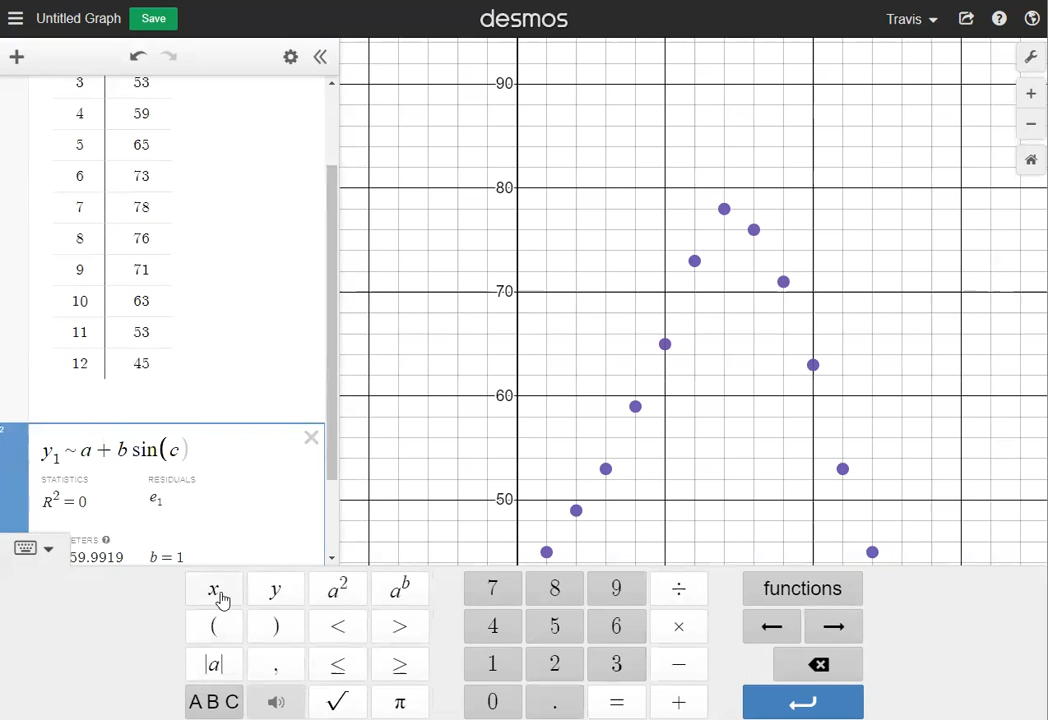 Untitled Graph Save desmos Travis
3 53
4 59
5 65
6 73
7 78
8 76
9 71
10 63
11 53
12 45
90
80
70
60
50
2
y₁ ~ a + b sin(c)
STATISTICS RESIDUALS
R² = 0 e₁
ETERS
59.9919 b = 1
x y a² aᵇ 7 8 9 ÷ functions
( ) < > 4 5 6 × ← →
|a| , ≤ ≥ 1 2 3 −
A B C √ π 0 . = +